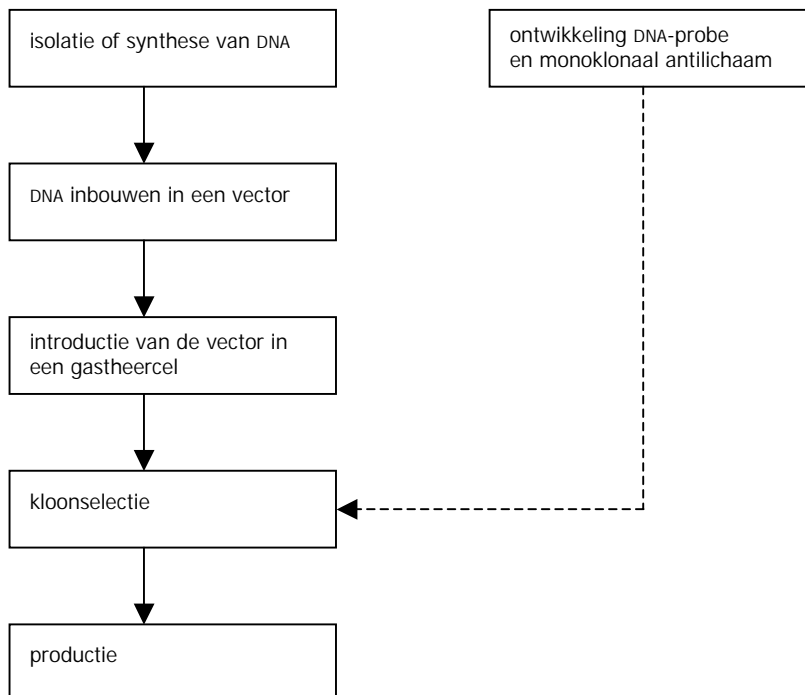 isolatie of synthese van DNA
ontwikkeling DNA-probe
en monoklonaal antilichaam
DNA inbouwen in een vector
introductie van de vector in
een gastheercel
kloonselectie
productie